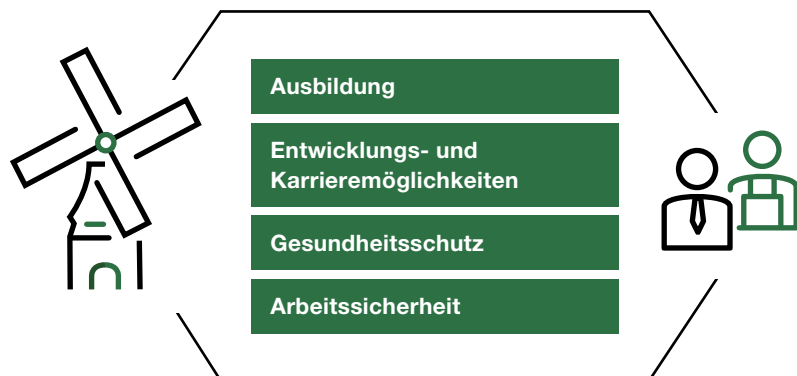 Ausbildung
Entwicklungs- und
Karrieremöglichkeiten
Gesundheitsschutz
Arbeitssicherheit